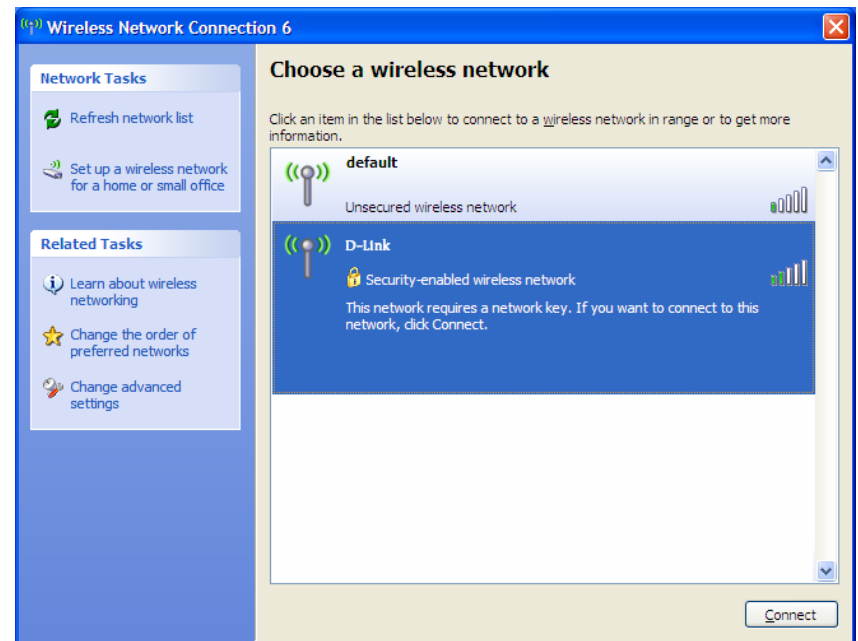 Wireless Network Connection 6
Network Tasks
Refresh network list
Set up a wireless network
for a home or small office
Related Tasks
Learn about wireless
networking
Change the order of
preferred networks
Change advanced
settings
Choose a wireless network
Click an item in the list below to connect to a wireless network in range or to get more
information.
default
Unsecured wireless network
D-Link
Security-enabled wireless network
This network requires a network key. If you want to connect to this
network, click Connect.
Connect